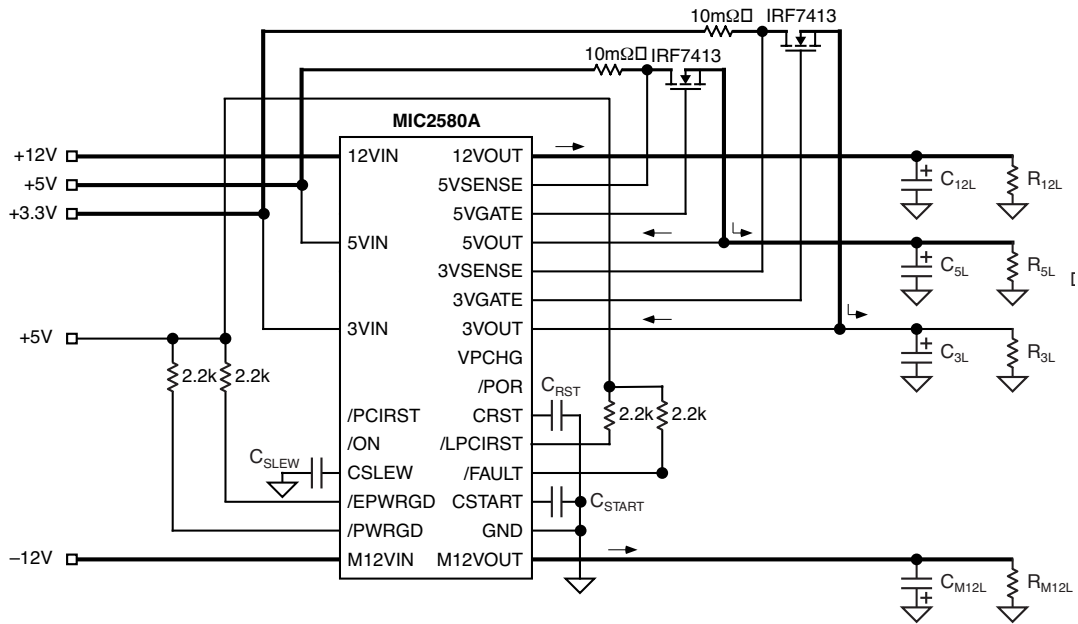 10mΩ□ IRF7413
10mΩ□ IRF7413
MIC2580A
+12V 12VIN 12VOUT C12L R12L
+5V 5VSENSE
+3.3V 5VGATE
5VIN 5VOUT C5L R5L
3VSENSE
3VGATE
+5V 3VIN 3VOUT C3L R3L
VPCHG
2.2k 2.2k /POR
/PCIRST CRST CRST 2.2k 2.2k
/ON /LPCIRST
CSLEW CSLEW /FAULT
/EPWRGD CSTART CSTART
/PWRGD GND
–12V M12VIN M12VOUT CM12L RM12L
+ + + +